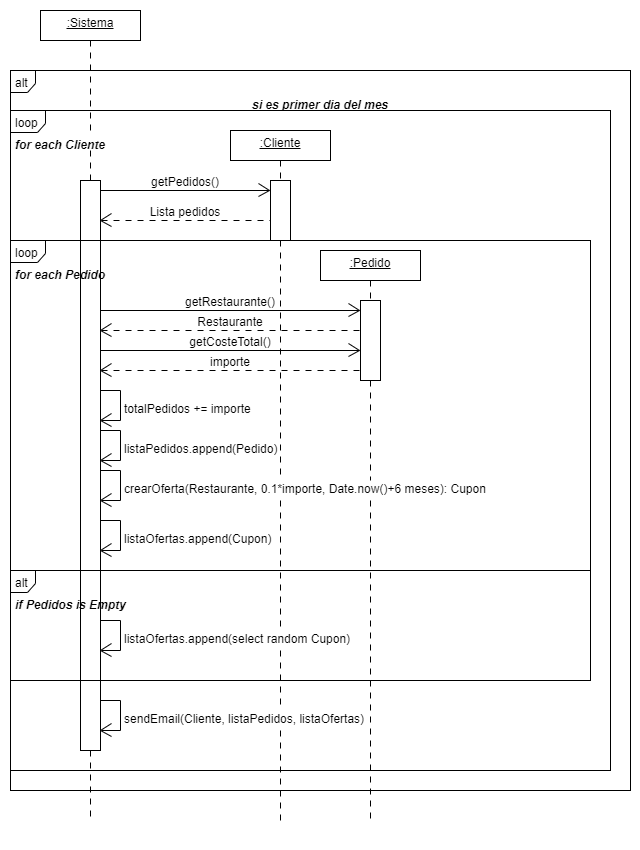 :Sistema
alt
si es primer dia del mes
loop
for each Cliente
:Cliente
getPedidos()
Lista pedidos
loop
for each Pedido
:Pedido
getRestaurante()
Restaurante
getCosteTotal()
importe
totalPedidos += importe
listaPedidos.append(Pedido)
crearOferta(Restaurante, 0.1*importe, Date.now()+6 meses): Cupon
listaOfertas.append(Cupon)
alt
if Pedidos is Empty
listaOfertas.append(select random Cupon)
sendEmail(Cliente, listaPedidos, listaOfertas)